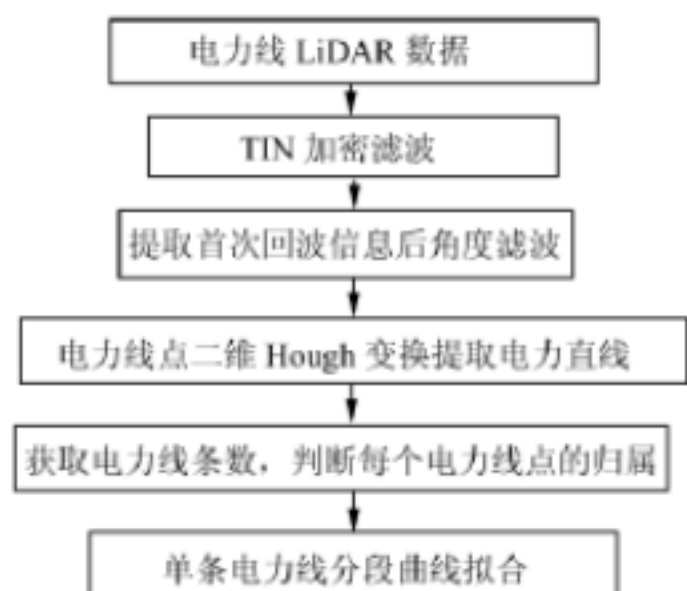 电力线 LiDAR 数据
TIN 加密滤波
提取首次回波信息后角度滤波
电力线点二维 Hough 变换提取电力直线
获取电力线条数，判断每个电力线点的归属
单条电力线分段曲线拟合